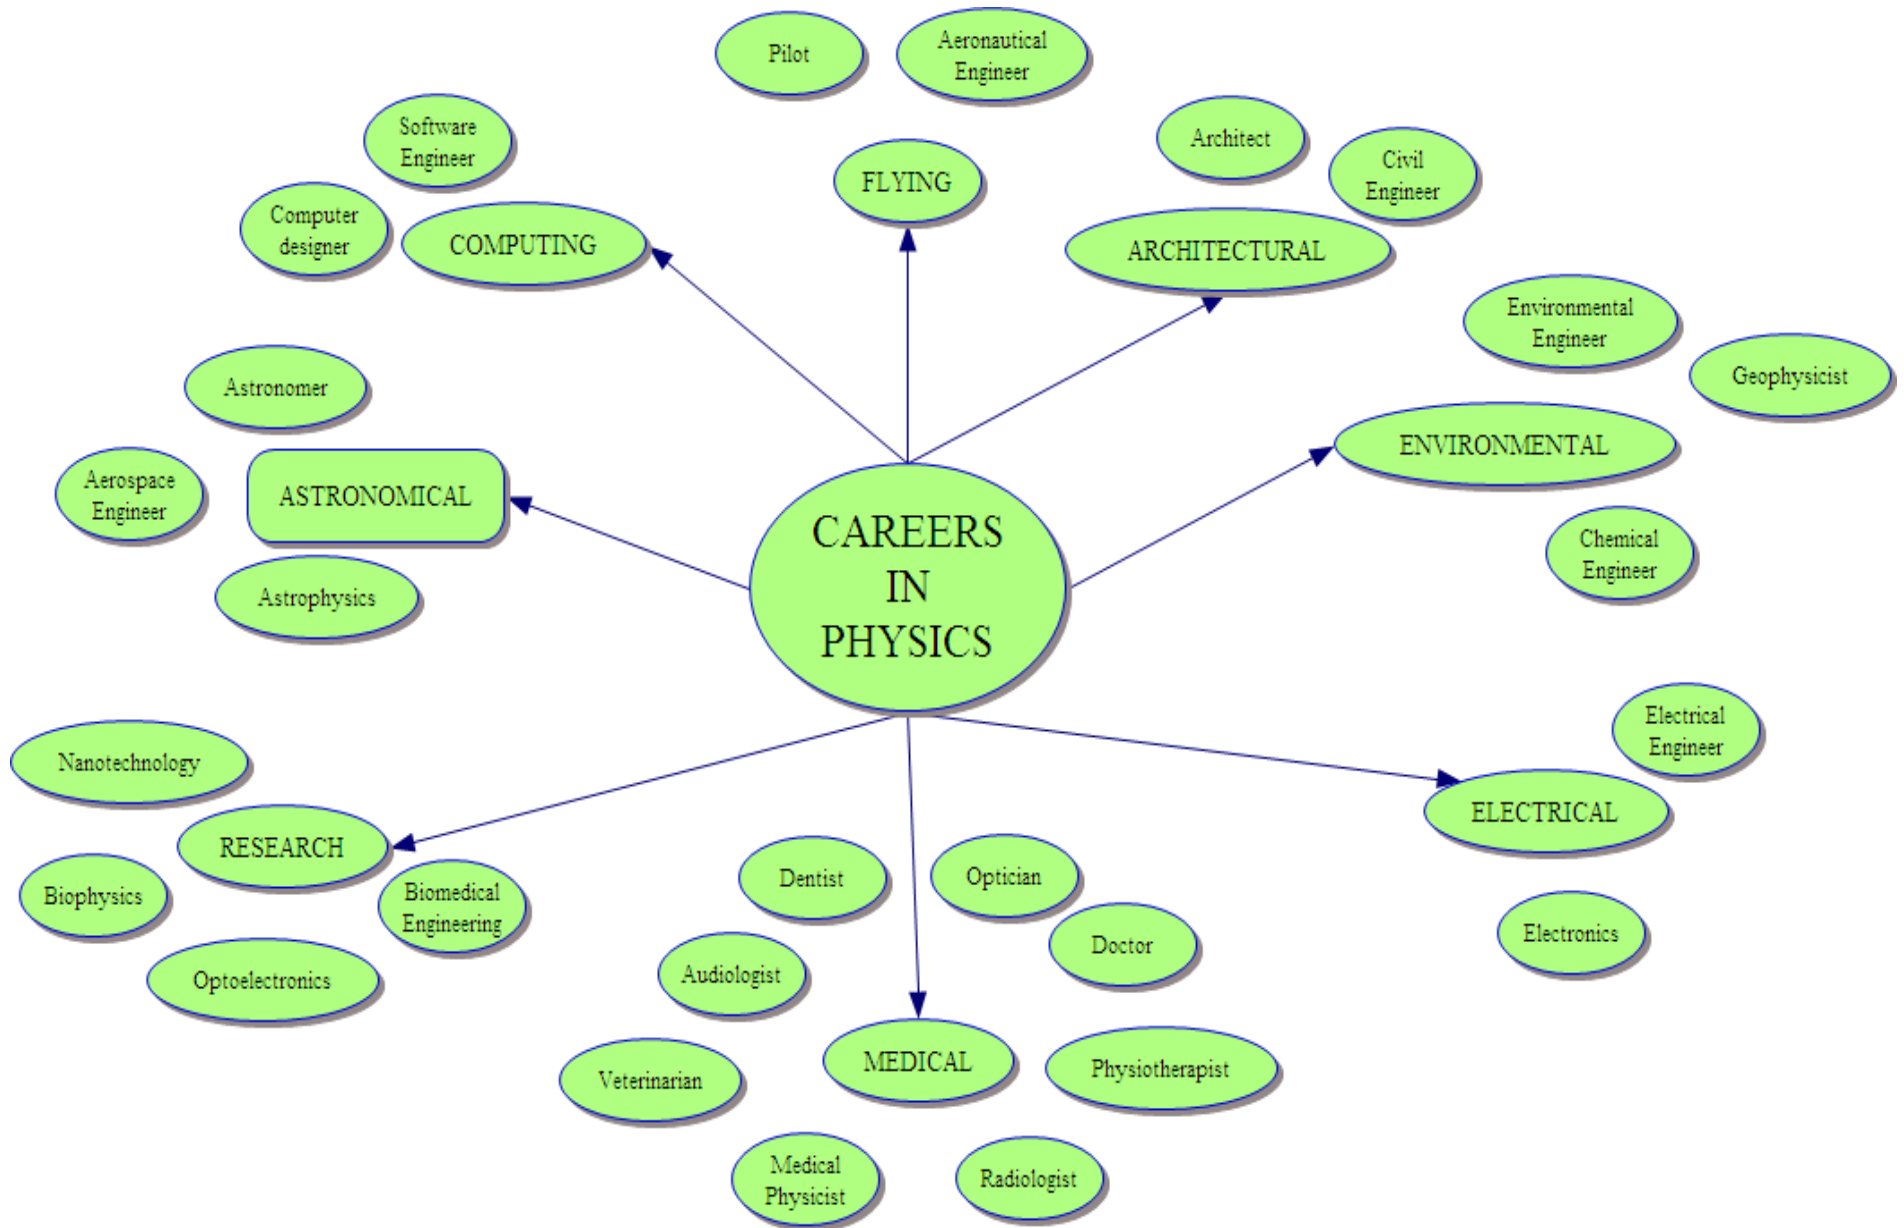 Pilot
Aeronautical
Engineer
Software
Engineer
Architect
Civil
Engineer
FLYING
Computer
designer
COMPUTING
ARCHITECTURAL
Environmental
Engineer
Geophysicist
Astronomer
ENVIRONMENTAL
Aerospace
Engineer
ASTRONOMICAL
CAREERS
IN
PHYSICS
Chemical
Engineer
Astrophysics
Electrical
Engineer
Nanotechnology
ELECTRICAL
RESEARCH
Dentist
Optician
Biophysics
Biomedical
Engineering
Doctor
Electronics
Audiologist
Optoelectronics
MEDICAL
Physiotherapist
Veterinarian
Medical
Physicist
Radiologist